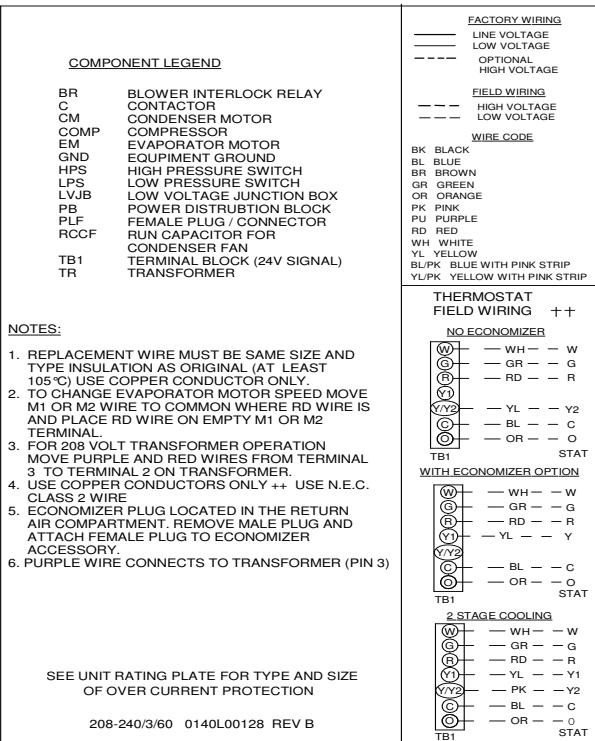 COMPONENT LEGEND
BR BLOWER INTERLOCK RELAY
C CONTACTOR
CM CONDENSER MOTOR
COMP COMPRESSOR
EM EVAPORATOR MOTOR
GND EQUPIMENT GROUND
HPS HIGH PRESSURE SWITCH
LPS LOW PRESSURE SWITCH
LVJB LOW VOLTAGE JUNCTION BOX
PB POWER DISTRUBTION BLOCK
PLF FEMALE PLUG / CONNECTOR
RCCF RUN CAPACITOR FOR
CONDENSER FAN
TB1 TERMINAL BLOCK (24V SIGNAL)
TR TRANSFORMER
NOTES:
1. REPLACEMENT WIRE MUST BE SAME SIZE AND
TYPE INSULATION AS ORIGINAL (AT LEAST
105°C) USE COPPER CONDUCTOR ONLY.
2. TO CHANGE EVAPORATOR MOTOR SPEED MOVE
M1 OR M2 WIRE TO COMMON WHERE RD WIRE IS
AND PLACE RD WIRE ON EMPTY M1 OR M2
TERMINAL.
3. FOR 208 VOLT TRANSFORMER OPERATION
MOVE PURPLE AND RED WIRES FROM TERMINAL
3 TO TERMINAL 2 ON TRANSFORMER.
4. USE COPPER CONDUCTORS ONLY ++ USE N.E.C.
CLASS 2 WIRE
5. ECONOMIZER PLUG LOCATED IN THE RETURN
AIR COMPARTMENT. REMOVE MALE PLUG AND
ATTACH FEMALE PLUG TO ECONOMIZER
ACCESSORY.
6. PURPLE WIRE CONNECTS TO TRANSFORMER (PIN 3)
SEE UNIT RATING PLATE FOR TYPE AND SIZE
OF OVER CURRENT PROTECTION
208-240/3/60 0140L00128 REV B
FACTORY WIRING
LINE VOLTAGE
LOW VOLTAGE
OPTIONAL
HIGH VOLTAGE
FIELD WIRING
HIGH VOLTAGE
LOW VOLTAGE
WIRE CODE
BK BLACK
BL BLUE
BR BROWN
GR GREEN
OR ORANGE
PK PINK
PU PURPLE
RD RED
WH WHITE
YL YELLOW
BL/PK BLUE WITH PINK STRIP
YL/PK YELLOW WITH PINK STRIP
THERMOSTAT
FIELD WIRING ++
NO ECONOMIZER
W WH W
G GR G
R RD R
Y1
Y/Y2 YL Y2
C BL C
O OR O
TB1 STAT
WITH ECONOMIZER OPTION
W WH W
G GR G
R RD R
Y1 YL Y
Y/Y2
C BL C
O OR O
TB1 STAT
2 STAGE COOLING
W WH W
G GR G
R RD R
Y1 YL Y1
Y/Y2 PK Y2
C BL C
O OR O
TB1 STAT